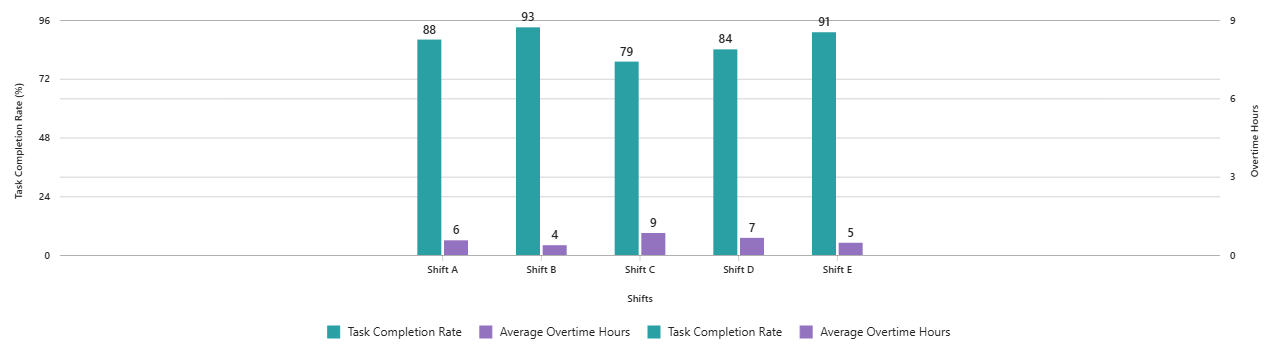 96
72
48
24
0
Task Completion Rate (%)
9
6
3
0
Overtime Hours
88
93
79
84
91
6
4
9
7
5
Shift A
Shift B
Shift C
Shift D
Shift E
Shifts
Task Completion Rate Average Overtime Hours Task Completion Rate Average Overtime Hours